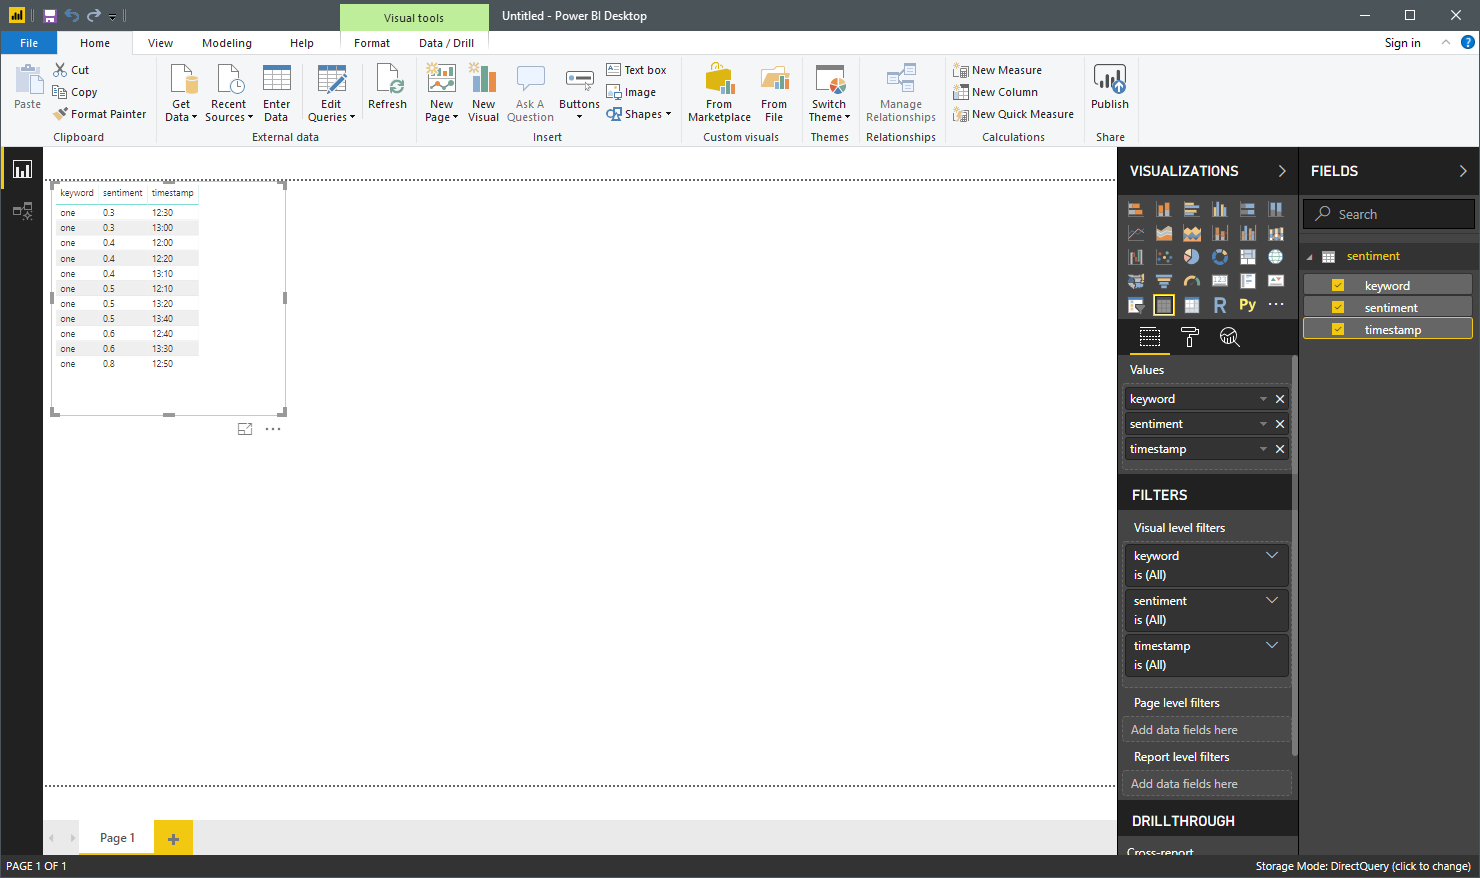 Visual tools
Untitled - Power BI Desktop
File Home View Modeling Help Format Data / Drill Sign in ?
Paste
Cut
Copy
Format Painter
Clipboard
Get Data
Recent Sources
Enter Data
Edit Queries
Refresh
External data
New Page
New Visual
Ask A Question
Buttons
Text box
Image
Shapes
Insert
From Marketplace
From File
Custom visuals
Switch Theme
Themes
Manage Relationships
Relationships
New Measure
New Column
New Quick Measure
Calculations
Publish
Share
keyword sentiment timestamp
one 0.3 12:30
one 0.3 13:00
one 0.4 12:00
one 0.4 12:20
one 0.4 13:10
one 0.5 12:10
one 0.5 13:20
one 0.5 13:40
one 0.6 12:40
one 0.6 13:30
one 0.8 12:50
VISUALIZATIONS
R Py
Values
keyword
sentiment
timestamp
FILTERS
Visual level filters
keyword
is (All)
sentiment
is (All)
timestamp
is (All)
Page level filters
Add data fields here
Report level filters
Add data fields here
DRILLTHROUGH
Cross-report
FIELDS
Search
sentiment
keyword
sentiment
timestamp
Page 1 +
PAGE 1 OF 1
Storage Mode: DirectQuery (click to change)